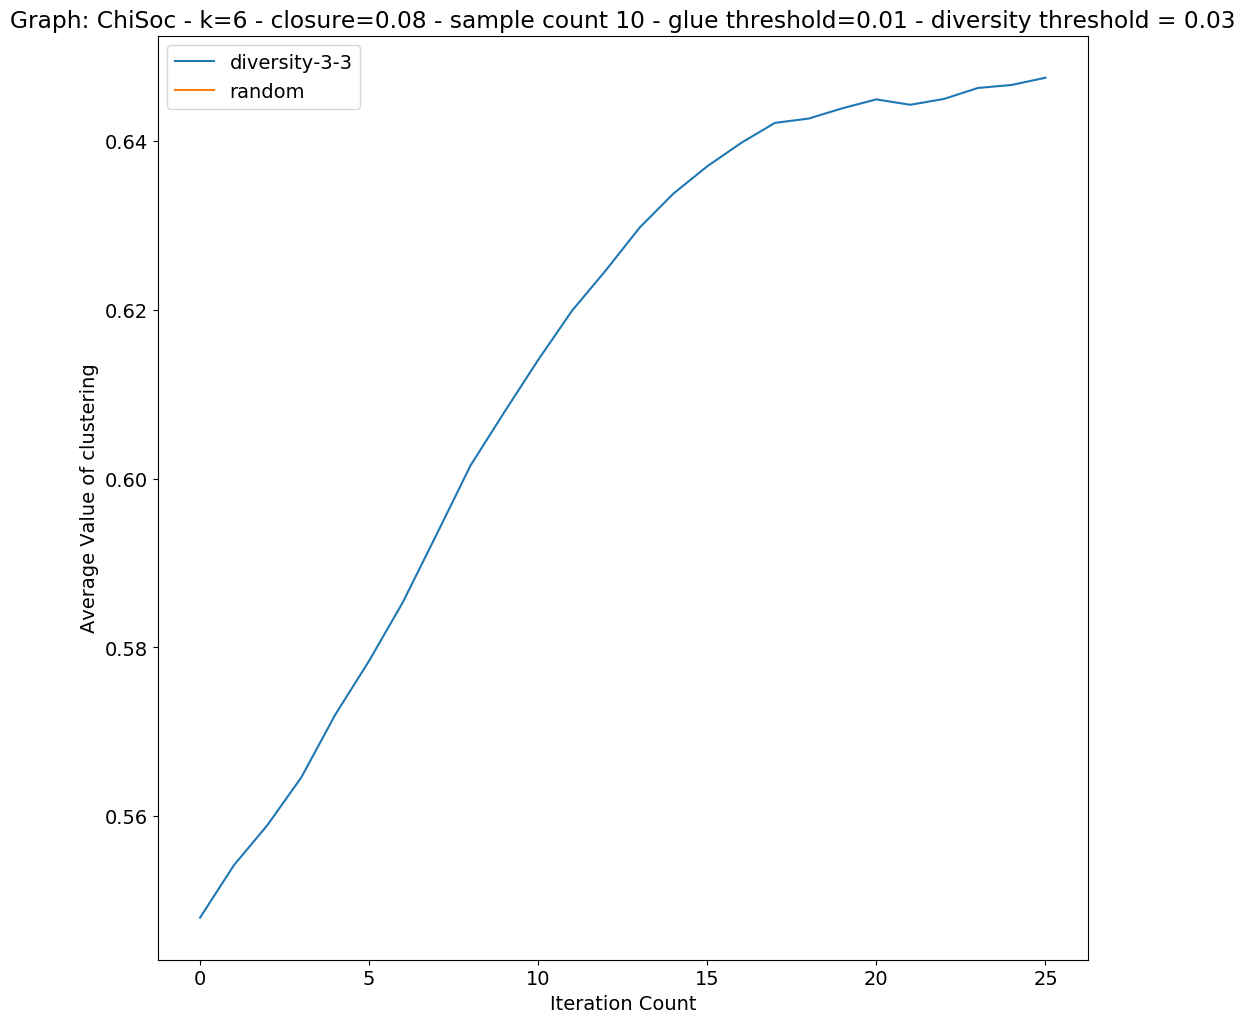 Graph: ChiSoc - k=6 - closure=0.08 - sample count 10 - glue threshold=0.01 - diversity threshold = 0.03
diversity-3-3
random
Average Value of clustering
0.64
0.62
0.60
0.58
0.56
0 5 10 15 20 25
Iteration Count